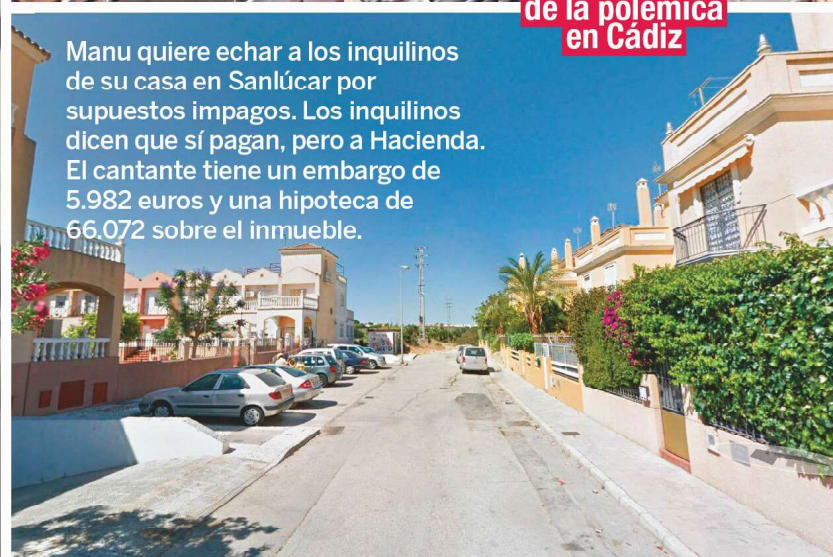 de la polémica
en Cádiz
Manu quiere echar a los inquilinos
de su casa en Sanlúcar por
supuestos impagos. Los inquilinos
dicen que sí pagan, pero a Hacienda.
El cantante tiene un embargo de
5.982 euros y una hipoteca de
66.072 sobre el inmueble.